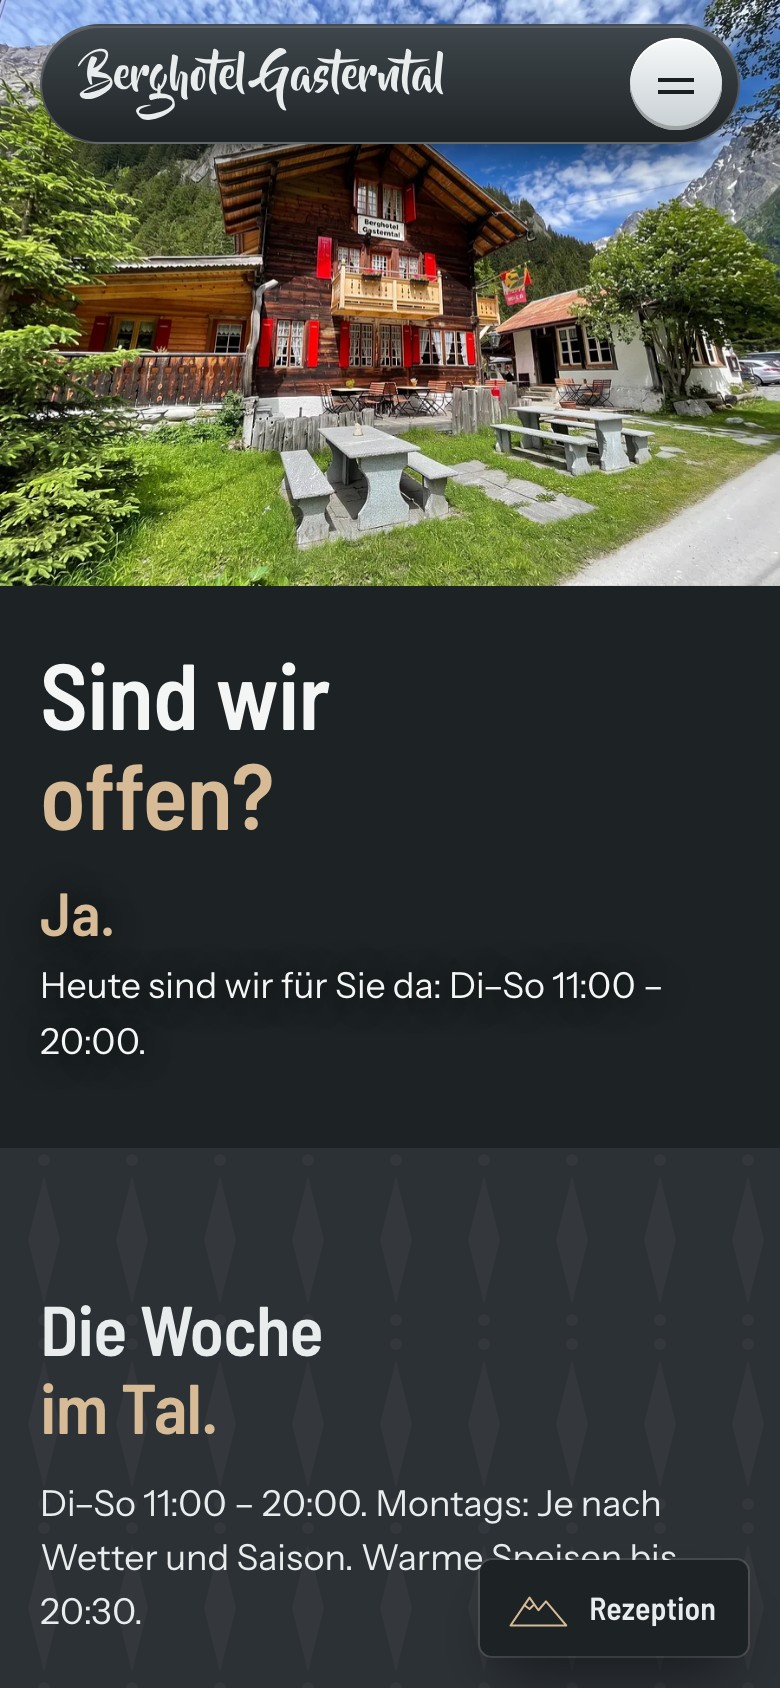 Berghotel Gasterntal
Berghotel
Gasterntal
Sind wir
offen?
Ja.
Heute sind wir für Sie da: Di–So 11:00 –
20:00.
Die Woche
im Tal.
Di–So 11:00 – 20:00. Montags: Je nach
Wetter und Saison. Warme Speisen bis
20:30.
Rezeption